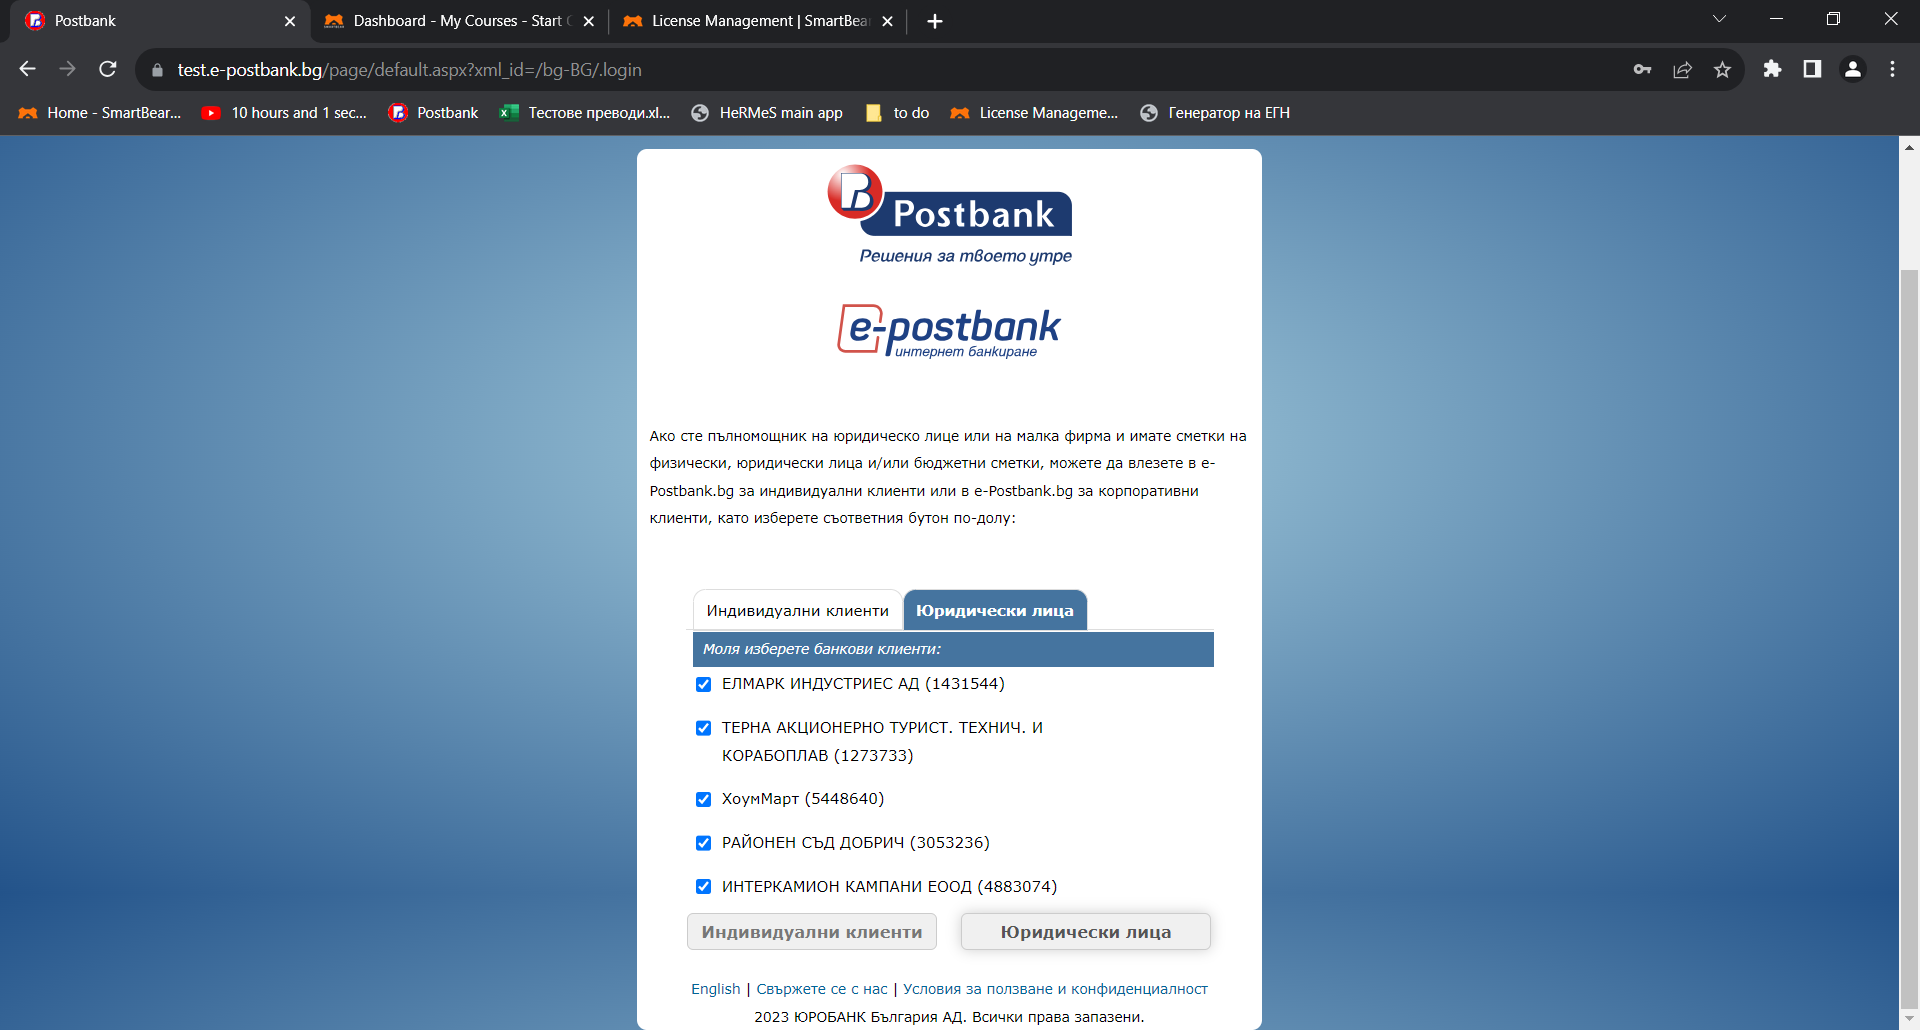 Postbank
Dashboard - My Courses - Start
License Management | SmartBear
test.e-postbank.bg/page/default.aspx?xml_id=/bg-BG/.login
Home - SmartBear...
10 hours and 1 sec...
Postbank
Тестове преводи.xl...
HeRMeS main app
to do
License Manageme...
Генератор на ЕГН
Postbank
Решения за твоето утре
e-postbank
интернет банкиране
Ако сте пълномощник на юридическо лице или на малка фирма и имате сметки на
физически, юридически лица и/или бюджетни сметки, можете да влезете в e-
Postbank.bg за индивидуални клиенти или в e-Postbank.bg за корпоративни
клиенти, като изберете съответния бутон по-долу:
Индивидуални клиенти
Юридически лица
Моля изберете банкови клиенти:
ЕЛМАРК ИНДУСТРИЕС АД (1431544)
ТЕРНА АКЦИОНЕРНО ТУРИСТ. ТЕХНИЧ. И
КОРАБОПЛАВ (1273733)
ХоумМарт (5448640)
РАЙОНЕН СЪД ДОБРИЧ (3053236)
ИНТЕРКАМИОН КАМПАНИ ЕООД (4883074)
Индивидуални клиенти
Юридически лица
English | Свържете се с нас | Условия за ползване и конфиденциалност
2023 ЮРОБАНК България АД. Всички права запазени.